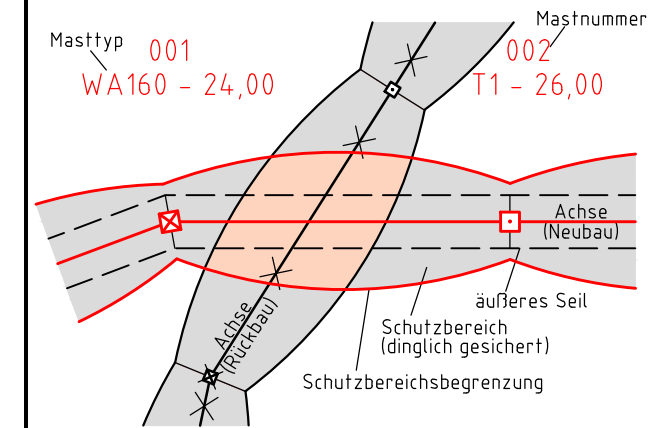 Mastnummer
Masttyp
001
002
WA160 - 24,00
T1 - 26,00
Achse
(Neubau)
äußeres Seil
Achse
(Rückbau)
Schutzbereich
(dinglich gesichert)
Schutzbereichsbegrenzung